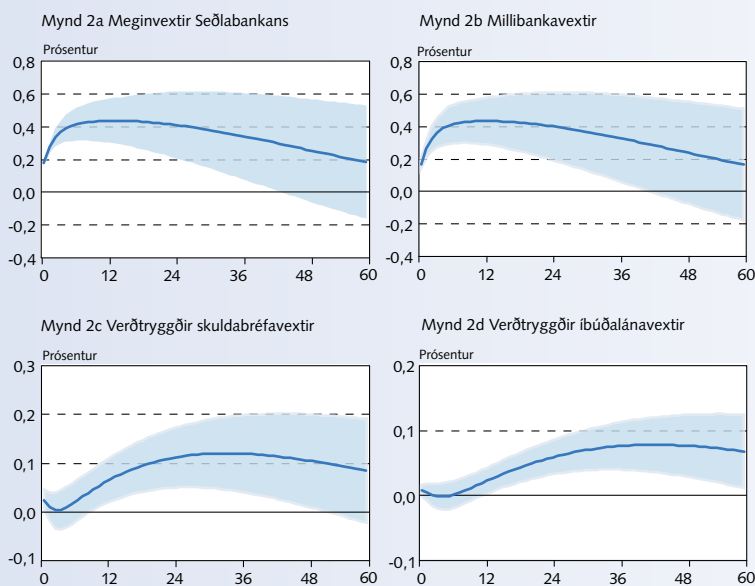 Mynd 2a Meginvextir Seðlabankans
Prósentur
0,8
0,6
0,4
0,2
0,0
-0,2
-0,4
0 12 24 36 48 60
Mynd 2b Millibankavextir
Prósentur
0,8
0,6
0,4
0,2
0,0
-0,2
-0,4
0 12 24 36 48 60
Mynd 2c Verðtryggðir skuldabréfavextir
Prósentur
0,3
0,2
0,1
0,0
-0,1
0 12 24 36 48 60
Mynd 2d Verðtryggðir íbúðalánavextir
Prósentur
0,2
0,1
0,0
-0,1
0 12 24 36 48 60